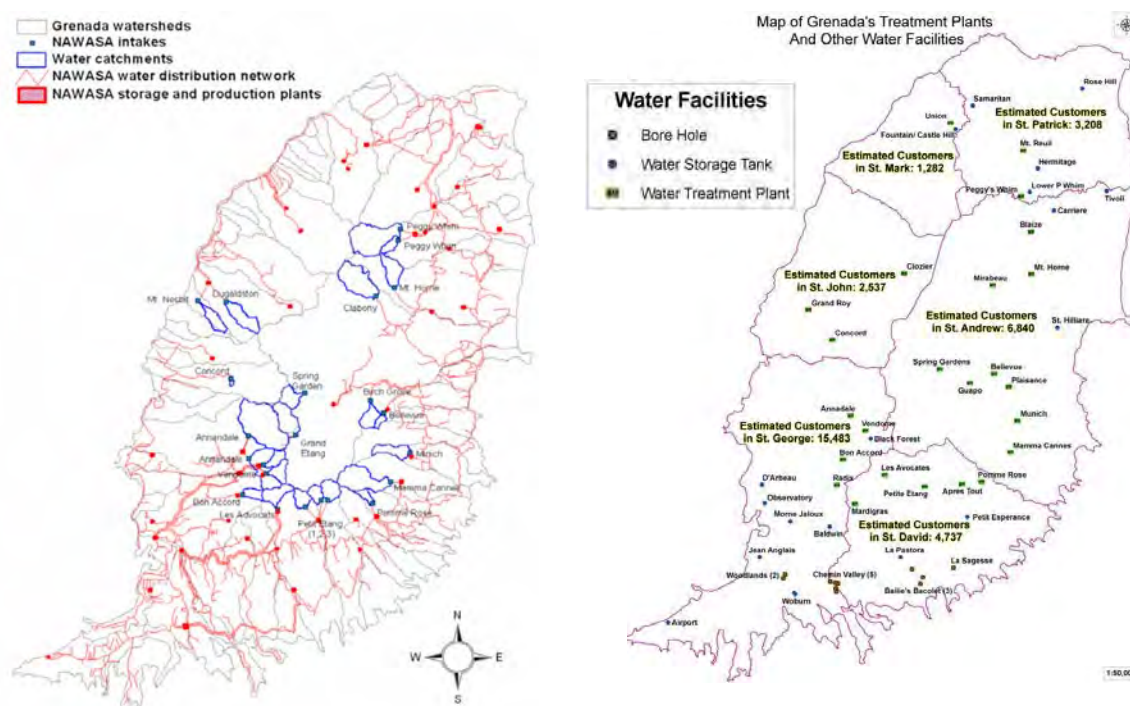 Grenada watersheds
NAWASA intakes
Water catchments
NAWASA water distribution network
NAWASA storage and production plants
Peggy Whim
Peggy Whim
Mt. Horne
Clabony
Dugaldston
Mt. Nesbit
Concord
Spring
Garden
Birch Grove
Bellevue
Annandale
Grand
Etang
Annandale
Munich
Vendome
Mamma Cannes
Bon Accord
Les Advocats
Petit Etang
(1,2,3)
Pomme Rose
N
W
E
S
Map of Grenada's Treatment Plants
And Other Water Facilities
Water Facilities
Bore Hole
Water Storage Tank
Water Treatment Plant
Rose Hill
Samaritan
Union
Estimated Customers
in St. Patrick: 3,208
Fountain/ Castle Hill
Mt. Reuil
Estimated Customers
in St. Mark: 1,282
Hermitage
Peggy's Whim
Lower P Whim
Tivoli
Carriere
Blaize
Clozier
Estimated Customers
in St. John: 2,537
Mt. Horne
Mirabeau
Grand Roy
Estimated Customers
in St. Andrew: 6,840
St. Hilliare
Concord
Spring Gardens
Bellevue
Guapo
Plaisance
Annadale
Munich
Estimated Customers
in St. George: 15,483
Vendome
Black Forest
Mamma Cannes
Bon Accord
Les Avocates
Pomme Rose
D'Arbeau
Radix
Petite Etang
Apres Tout
Observatory
Mardigras
Morne Jaloux
Petit Esperance
Estimated Customers
in St. David: 4,737
Baldwin
Jean Anglais
La Pastora
La Sagesse
Woodlands (2)
Chemin Valley (5)
Bailie's Bacolet (3)
Woburn
Airport